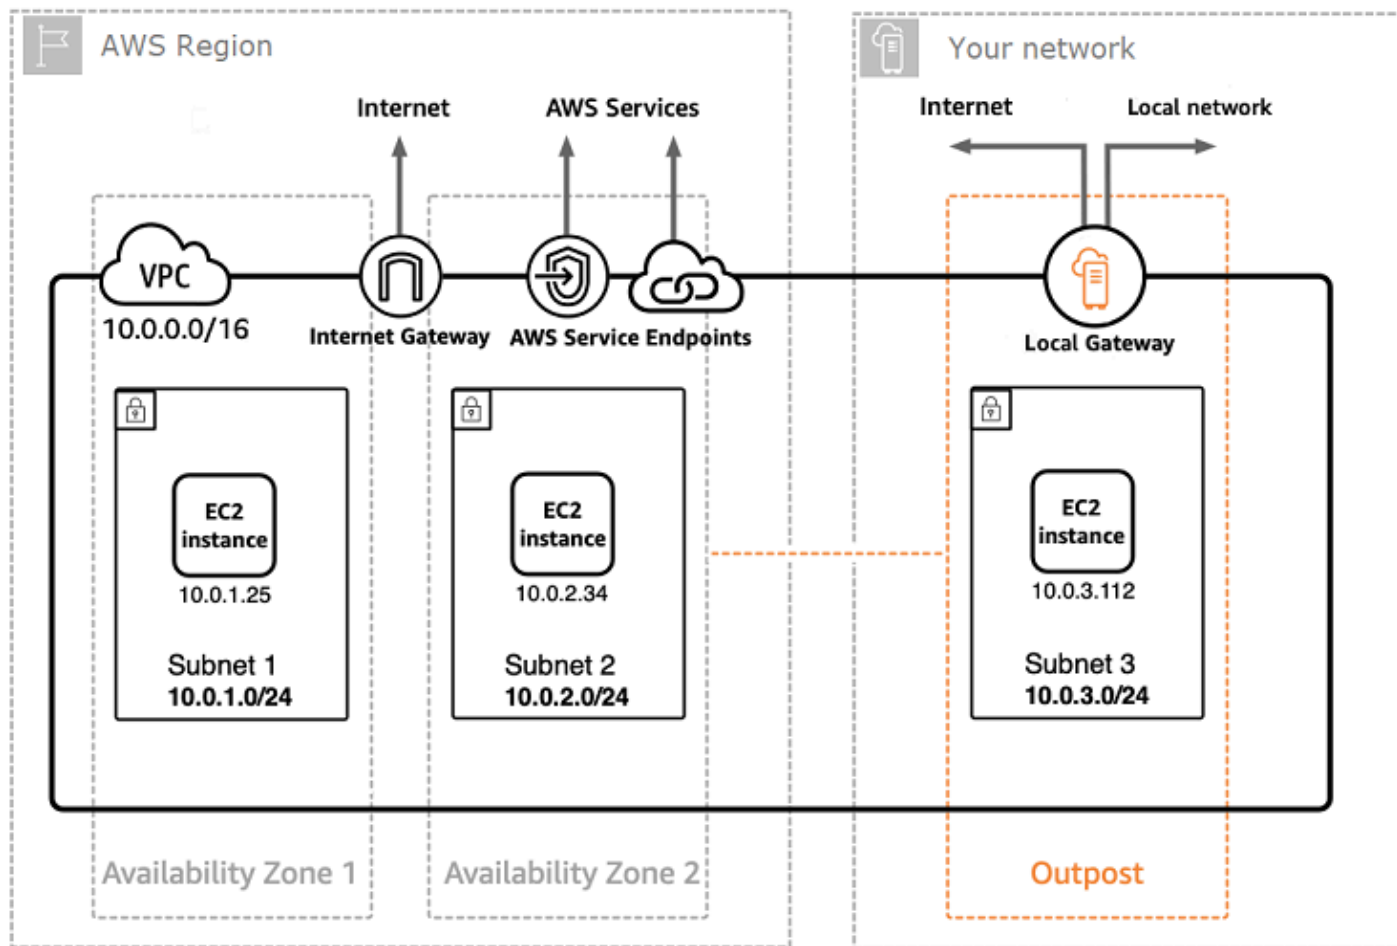 AWS Region
Your network
Internet
AWS Services
Internet
Local network
VPC
10.0.0.0/16
Internet Gateway
AWS Service Endpoints
Local Gateway
EC2
instance
10.0.1.25
Subnet 1
10.0.1.0/24
EC2
instance
10.0.2.34
Subnet 2
10.0.2.0/24
EC2
instance
10.0.3.112
Subnet 3
10.0.3.0/24
Availability Zone 1
Availability Zone 2
Outpost